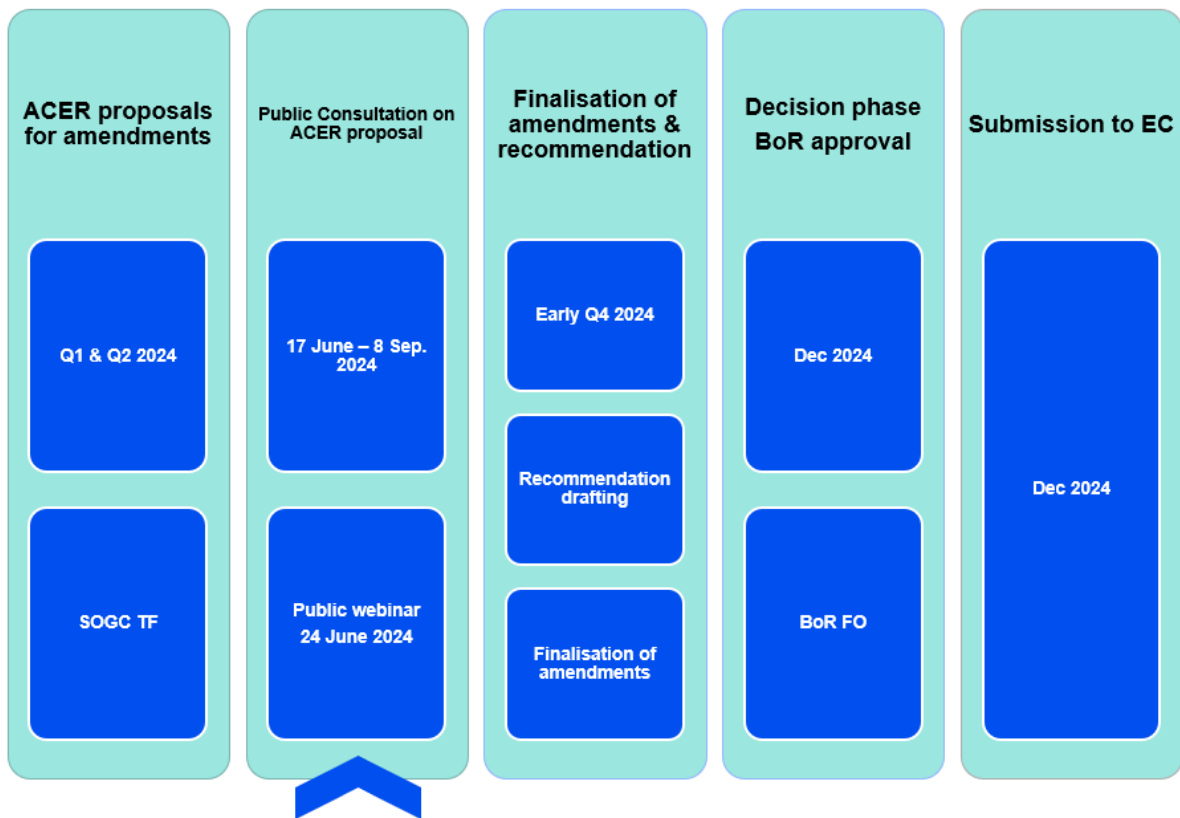 ACER proposals
for amendments
Q1 & Q2 2024
SOGC TF
Public Consultation on
ACER proposal
17 June – 8 Sep.
2024
Public webinar
24 June 2024
Finalisation of
amendments &
recommendation
Early Q4 2024
Recommendation
drafting
Finalisation of
amendments
Decision phase
BoR approval
Dec 2024
BoR FO
Submission to EC
Dec 2024